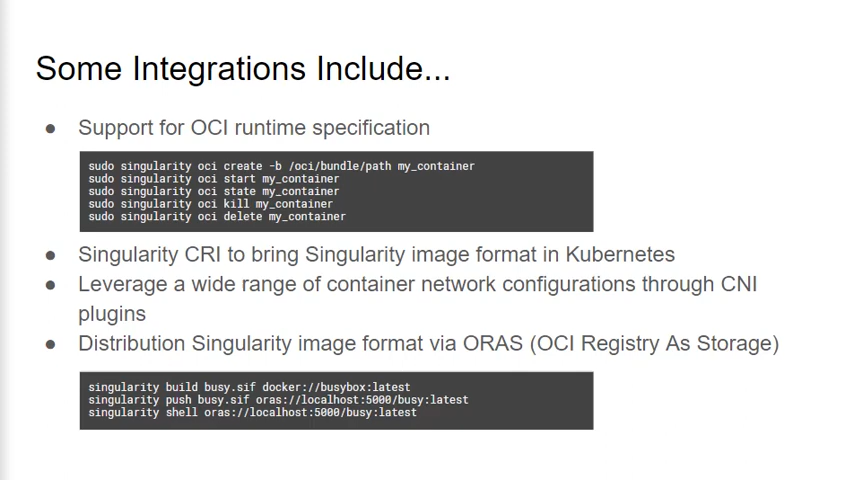 Some Integrations Include...
● Support for OCI runtime specification
sudo singularity oci create -b /oci/bundle/path my_container
sudo singularity oci start my_container
sudo singularity oci state my_container
sudo singularity oci kill my_container
sudo singularity oci delete my_container
● Singularity CRI to bring Singularity image format in Kubernetes
● Leverage a wide range of container network configurations through CNI
plugins
● Distribution Singularity image format via ORAS (OCI Registry As Storage)
singularity build busy.sif docker://busybox:latest
singularity push busy.sif oras://localhost:5000/busy:latest
singularity shell oras://localhost:5000/busy:latest